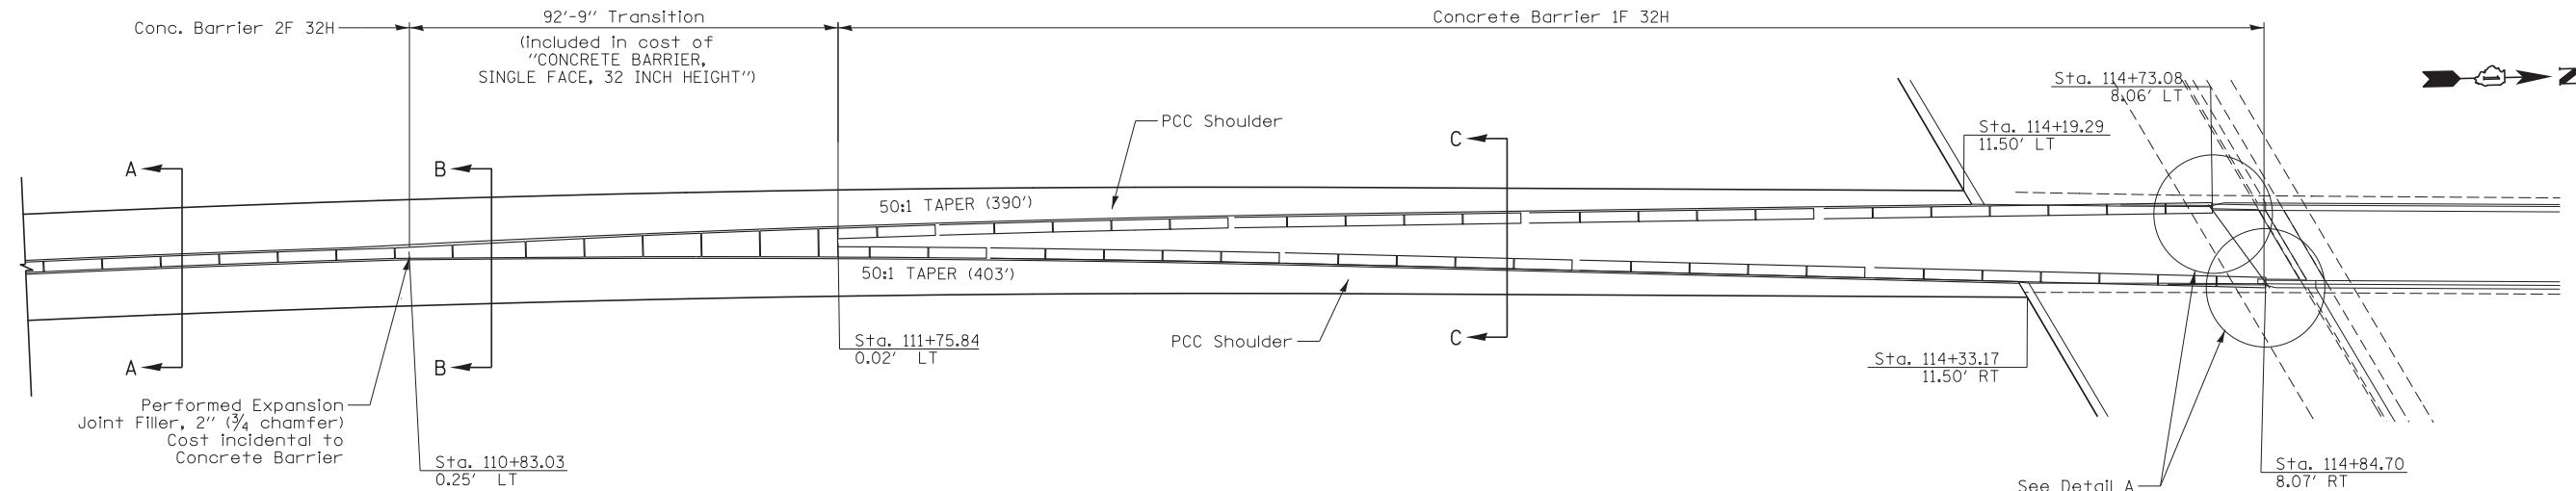 Conc. Barrier 2F 32H
92'-9" Transition
(included in cost of
"CONCRETE BARRIER,
SINGLE FACE, 32 INCH HEIGHT")
Concrete Barrier 1F 32H
Sta. 114+73.08
8.06' LT
N
PCC Shoulder
Sta. 114+19.29
11.50' LT
A
B
C
50:1 TAPER (390')
50:1 TAPER (403')
Sta. 111+75.84
0.02' LT
PCC Shoulder
C
A
B
Sta. 114+33.17
11.50' RT
Performed Expansion
Joint Filler, 2" (3/4 chamfer)
Cost incidental to
Concrete Barrier
Sta. 110+83.03
0.25' LT
Sta. 114+84.70
8.07' RT
See Detail A